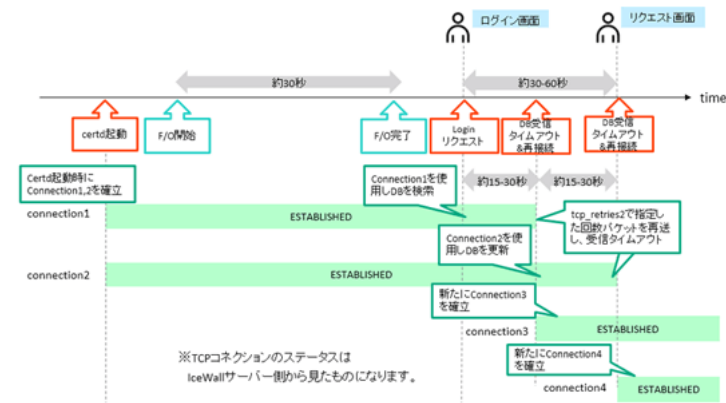 ログイン画面
リクエスト画面
約30秒
約30-60秒
time
certd起動
F/O開始
F/O完了
Login
リクエスト
DB受信
タイムアウト
&再接続
DB受信
タイムアウト
&再接続
Certd起動時に
Connection1,2を確立
Connection1を使
用しDBを検索
約15-30秒
約15-30秒
connection1
ESTABLISHED
tcp_retries2で指定し
た回数パケットを再送
し、受信タイムアウト
Connection2を使
用しDBを更新
connection2
ESTABLISHED
新たにConnection3
を確立
connection3
ESTABLISHED
※TCPコネクションのステータスは
IceWallサーバー側から見たものになります。
新たにConnection4
を確立
connection4
ESTABLISHED